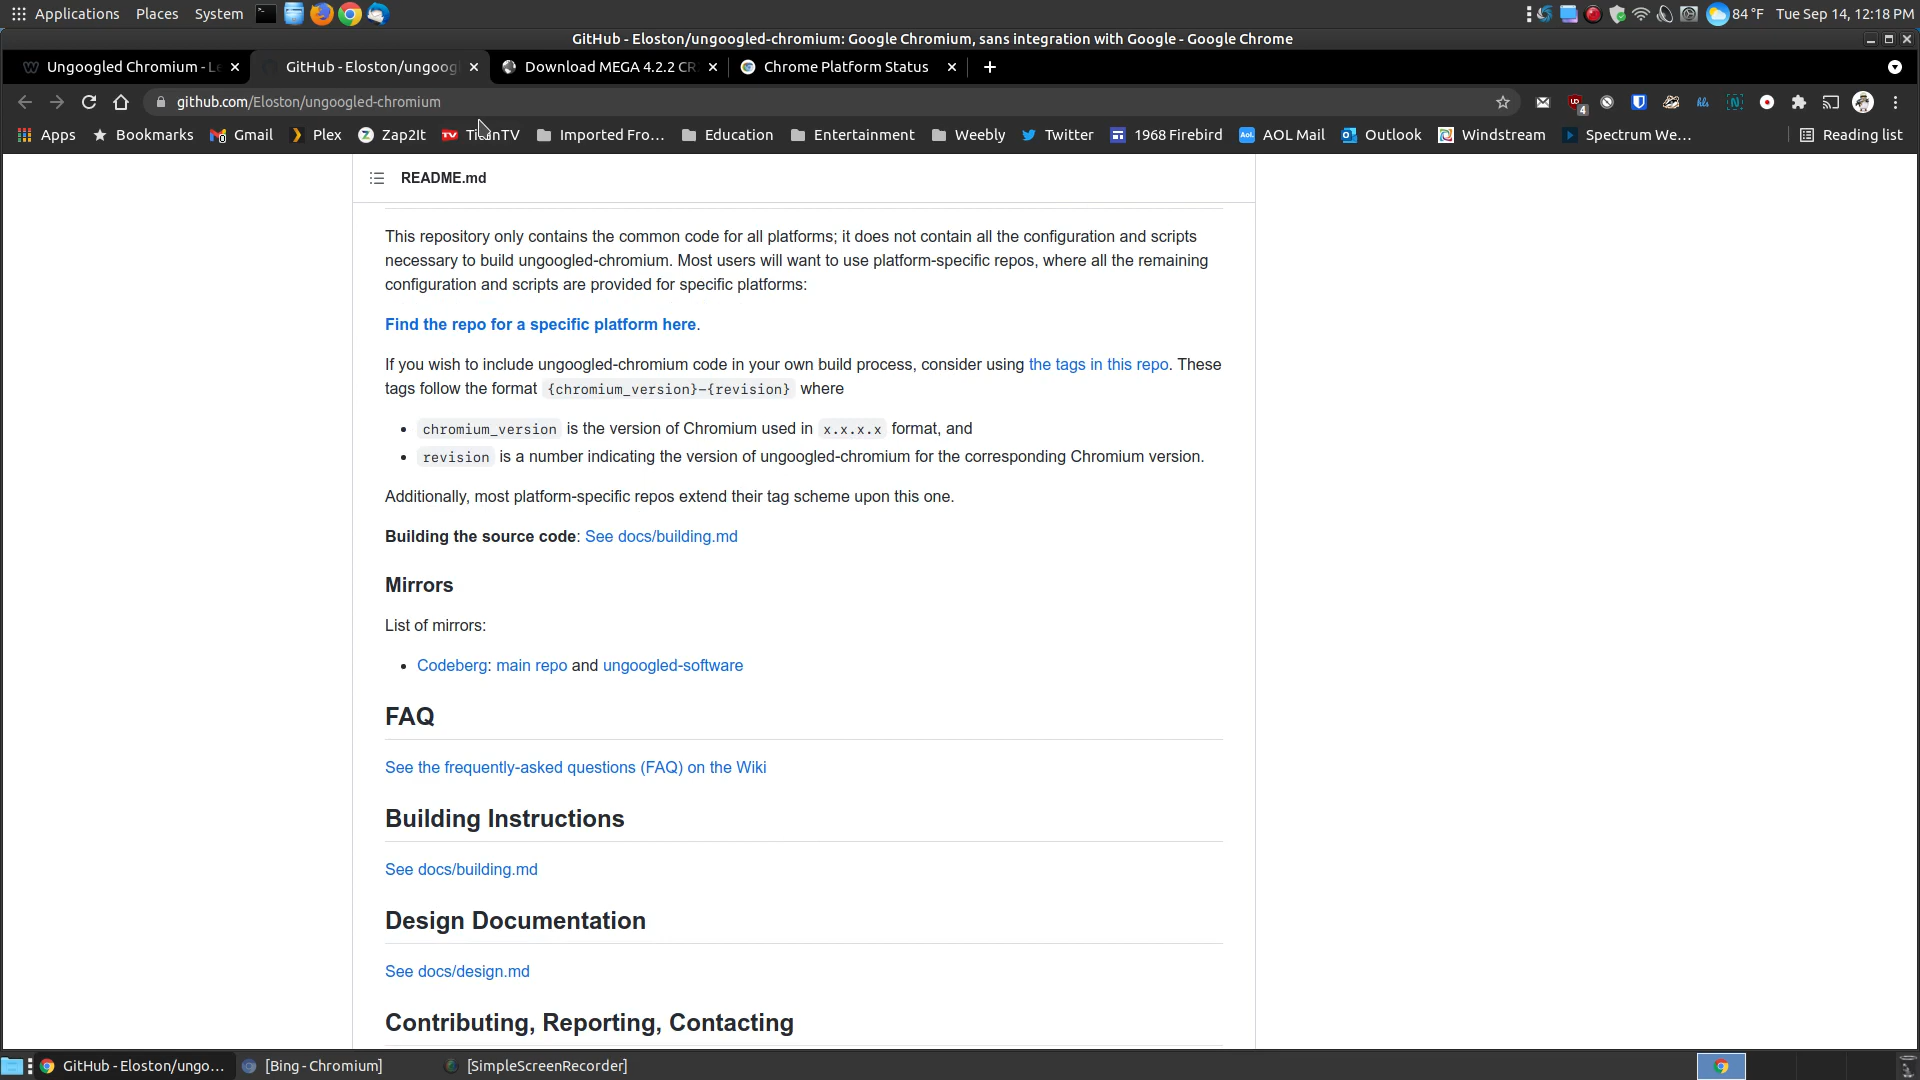 Applications Places System 84 °F Tue Sep 14, 12:18 PM
GitHub - Eloston/ungoogled-chromium: Google Chromium, sans integration with Google - Google Chrome
Ungoogled Chromium - Le GitHub - Eloston/ungoogl Download MEGA 4.2.2 CR Chrome Platform Status
github.com/Eloston/ungoogled-chromium 4
Apps Bookmarks Gmail Plex Zap2It TitanTV Imported Fro... Education Entertainment Weebly Twitter 1968 Firebird AOL Mail Outlook Windstream Spectrum We... Reading list
README.md
This repository only contains the common code for all platforms; it does not contain all the configuration and scripts
necessary to build ungoogled-chromium. Most users will want to use platform-specific repos, where all the remaining
configuration and scripts are provided for specific platforms:
Find the repo for a specific platform here.
If you wish to include ungoogled-chromium code in your own build process, consider using the tags in this repo. These
tags follow the format {chromium_version}-{revision} where
• chromium_version is the version of Chromium used in x.x.x.x format, and
• revision is a number indicating the version of ungoogled-chromium for the corresponding Chromium version.
Additionally, most platform-specific repos extend their tag scheme upon this one.
Building the source code: See docs/building.md
Mirrors
List of mirrors:
• Codeberg: main repo and ungoogled-software
FAQ
See the frequently-asked questions (FAQ) on the Wiki
Building Instructions
See docs/building.md
Design Documentation
See docs/design.md
Contributing, Reporting, Contacting
GitHub - Eloston/ungo... [Bing - Chromium] [SimpleScreenRecorder]